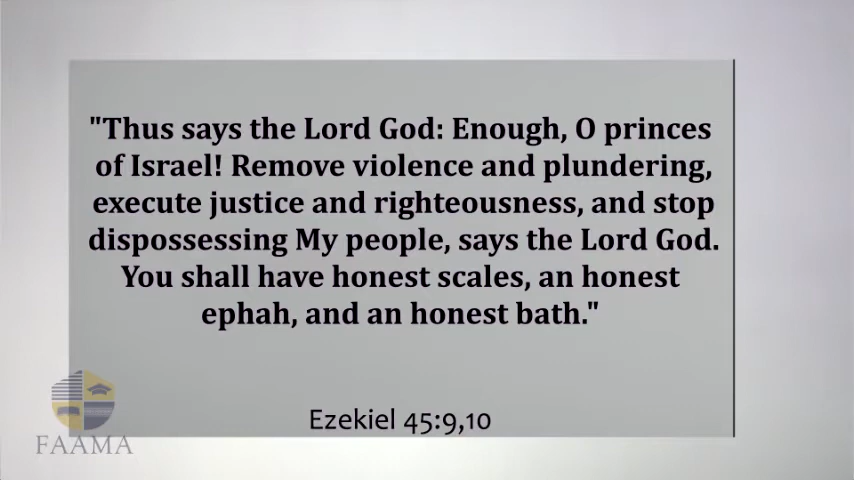 "Thus says the Lord God: Enough, O princes
of Israel! Remove violence and plundering,
execute justice and righteousness, and stop
dispossessing My people, says the Lord God.
You shall have honest scales, an honest
ephah, and an honest bath."
Ezekiel 45:9,10
FAAMA